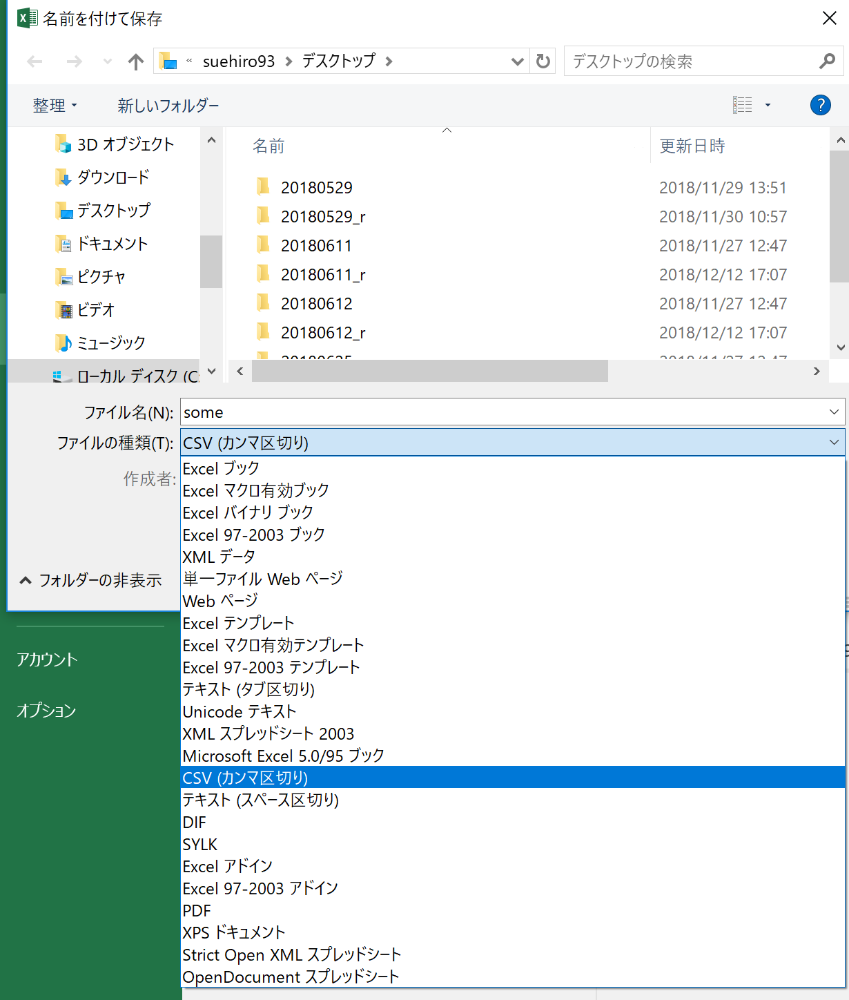 名前を付けて保存
« suehiro93 > デスクトップ >
デスクトップの検索
整理
新しいフォルダー
3D オブジェクト
ダウンロード
デスクトップ
ドキュメント
ピクチャ
ビデオ
ミュージック
ローカル ディスク (C:
名前 更新日時
20180529 2018/11/29 13:51
20180529_r 2018/11/30 10:57
20180611 2018/11/27 12:47
20180611_r 2018/12/12 17:07
20180612 2018/11/27 12:47
20180612_r 2018/12/12 17:07
20180625 2018/11/27 12:47
ファイル名(N): some
ファイルの種類(T): CSV (カンマ区切り)
作成者:
Excel ブック
Excel マクロ有効ブック
Excel バイナリ ブック
Excel 97-2003 ブック
XML データ
単一ファイル Web ページ
Web ページ
Excel テンプレート
Excel マクロ有効テンプレート
Excel 97-2003 テンプレート
テキスト (タブ区切り)
Unicode テキスト
XML スプレッドシート 2003
Microsoft Excel 5.0/95 ブック
CSV (カンマ区切り)
テキスト (スペース区切り)
DIF
SYLK
Excel アドイン
Excel 97-2003 アドイン
PDF
XPS ドキュメント
Strict Open XML スプレッドシート
OpenDocument スプレッドシート
フォルダーの非表示
アカウント
オプション